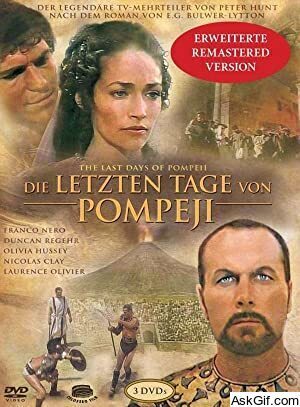 DER LEGENDÄRE TV-MEHRTEILER VON PETER HUNT
NACH DEM ROMAN VON E.G. BULWER-LYTTON
ERWEITERTE
REMASTERED
VERSION
THE LAST DAYS OF POMPEII
DIE LETZTEN TAGE VON
POMPEJI
FRANCO NERO
DUNCAN REGEHR
OLIVIA HUSSEY
NICOLAS CLAY
LAURENCE OLIVIER
DVD
VIDEO
3 DVDs
AskGif.com